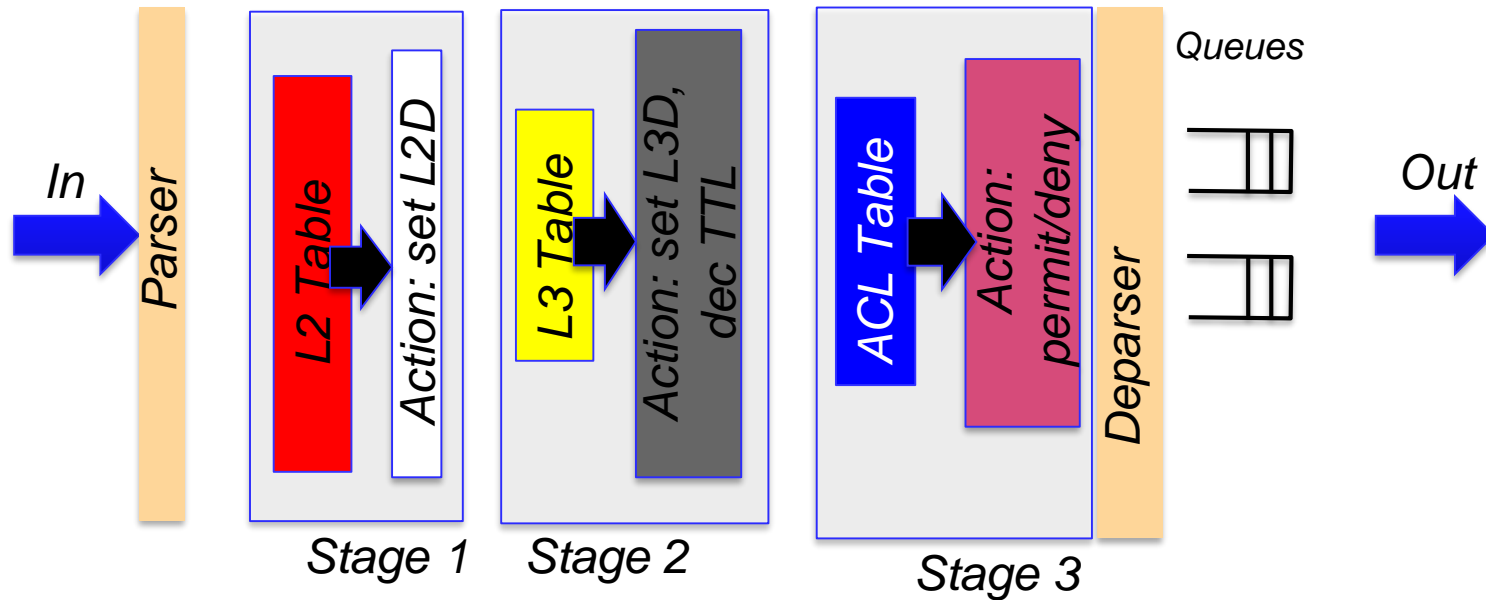 In
Parser
L2 Table
Action: set L2D
Stage 1
L3 Table
Action: set L3D,
dec TTL
Stage 2
ACL Table
Action:
permit/deny
Stage 3
Deparser
Queues
Out